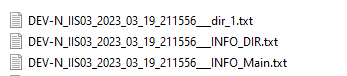 DEV-N_IIS03_2023_03_19_211556___dir_1.txt
DEV-N_IIS03_2023_03_19_211556___INFO_DIR.txt
DEV-N_IIS03_2023_03_19_211556___INFO_Main.txt